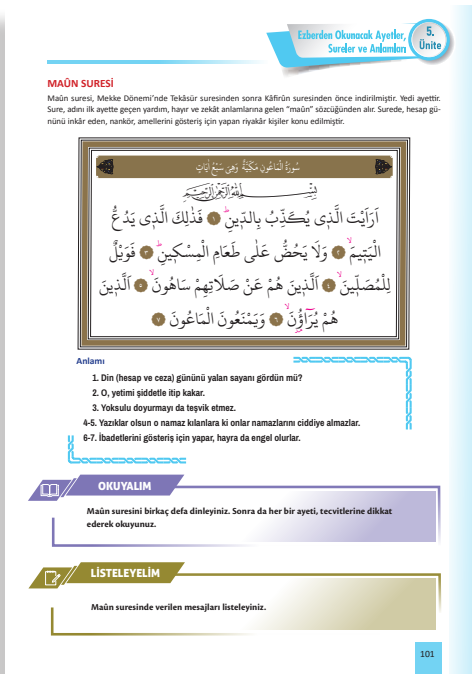 Ezberden Okunacak Ayetler,
Sureler ve Anlamları
5.
Ünite
MAÛN SURESİ
Maûn suresi, Mekke Dönemi’nde Tekâsür suresinden sonra Kâfirûn suresinden önce indirilmiştir. Yedi ayettir.
Sure, adını ilk ayette geçen yardım, hayır ve zekât anlamlarına gelen “maûn” sözcüğünden alır. Surede, hesap gü-
nünü inkâr eden, nankör, amellerini gösteriş için yapan riyakâr kişiler konu edilmiştir.
سُورَةُ الْمَاعُونِ مَكِّيَّةٌ وَهِيَ سَبْعُ اٰيَاتٍ
بِسْمِ اللّٰهِ الرَّحْمٰنِ الرَّحِيمِ
اَرَاَيْتَ الَّذ۪ي يُكَذِّبُ بِالدّ۪ينِۜ ﴿١﴾ فَذٰلِكَ الَّذ۪ي يَدُعُّ
الْيَت۪يمَۙ ﴿٢﴾ وَلَا يَحُضُّ عَلٰى طَعَامِ الْمِسْك۪ينِۜ ﴿٣﴾ فَوَيْلٌ
لِلْمُصَلّ۪ينَۙ ﴿٤﴾ اَلَّذ۪ينَ هُمْ عَنْ صَلَاتِهِمْ سَاهُونَۙ ﴿٥﴾ اَلَّذ۪ينَ
هُمْ يُرَٓاؤُ۫نَۙ ﴿٦﴾ وَيَمْنَعُونَ الْمَاعُونَ ﴿٧﴾
Anlamı
1. Din (hesap ve ceza) gününü yalan sayanı gördün mü?
2. O, yetimi şiddetle itip kakar.
3. Yoksulu doyurmayı da teşvik etmez.
4-5. Yazıklar olsun o namaz kılanlara ki onlar namazlarını ciddiye almazlar.
6-7. İbadetlerini gösteriş için yapar, hayra da engel olurlar.
OKUYALIM
Maûn suresini birkaç defa dinleyiniz. Sonra da her bir ayeti, tecvitlerine dikkat
ederek okuyunuz.
LİSTELEYELİM
Maûn suresinde verilen mesajları listeleyiniz.
101